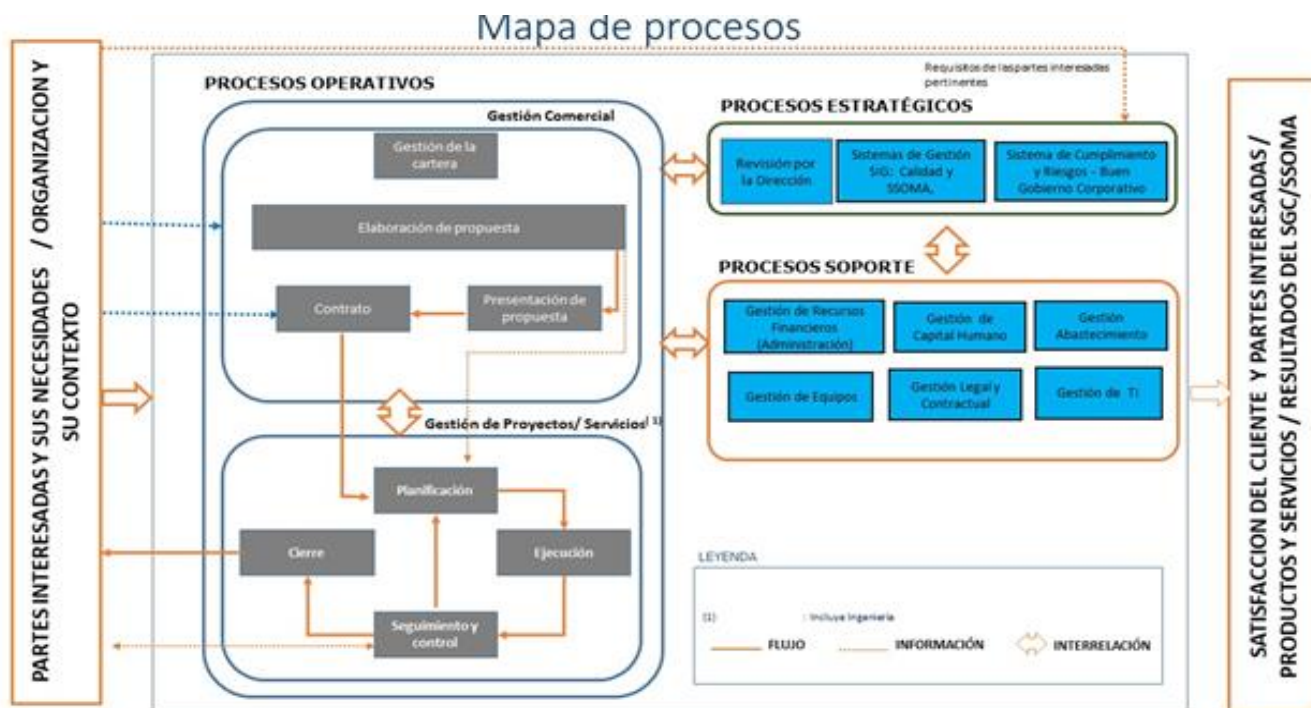 Mapa de procesos
PARTES INTERESADAS Y SUS NECESIDADES / ORGANIZACION Y
SU CONTEXTO
PROCESOS OPERATIVOS
Gestión Comercial
Gestión de la
cartera
Elaboración de propuesta
Contrato
Presentación de
propuesta
Gestión de Proyectos/ Servicios( 1)
Planificación
Cierre
Ejecución
Seguimiento y
control
Requisitos de las partes interesadas
pertinentes
PROCESOS ESTRATÉGICOS
Revisión por
la Dirección
Sistemas de Gestión
SIG: Calidad y
SSOMA,
Sistema de Cumplimiento
y Riesgos - Buen
Gobierno Corporativo
PROCESOS SOPORTE
Gestión de Recursos
Financieros
(Administración)
Gestión de
Capital Humano
Gestión
Abastecimiento
Gestión de Equipos
Gestión Legal y
Contractual
Gestión de TI
LEYENDA
(1) : Incluye Ingeniería
FLUJO
INFORMACIÓN
INTERRELACIÓN
SATISFACCION DEL CLIENTE Y PARTES INTERESADAS /
PRODUCTOS Y SERVICIOS / RESULTADOS DEL SGC/SSOMA